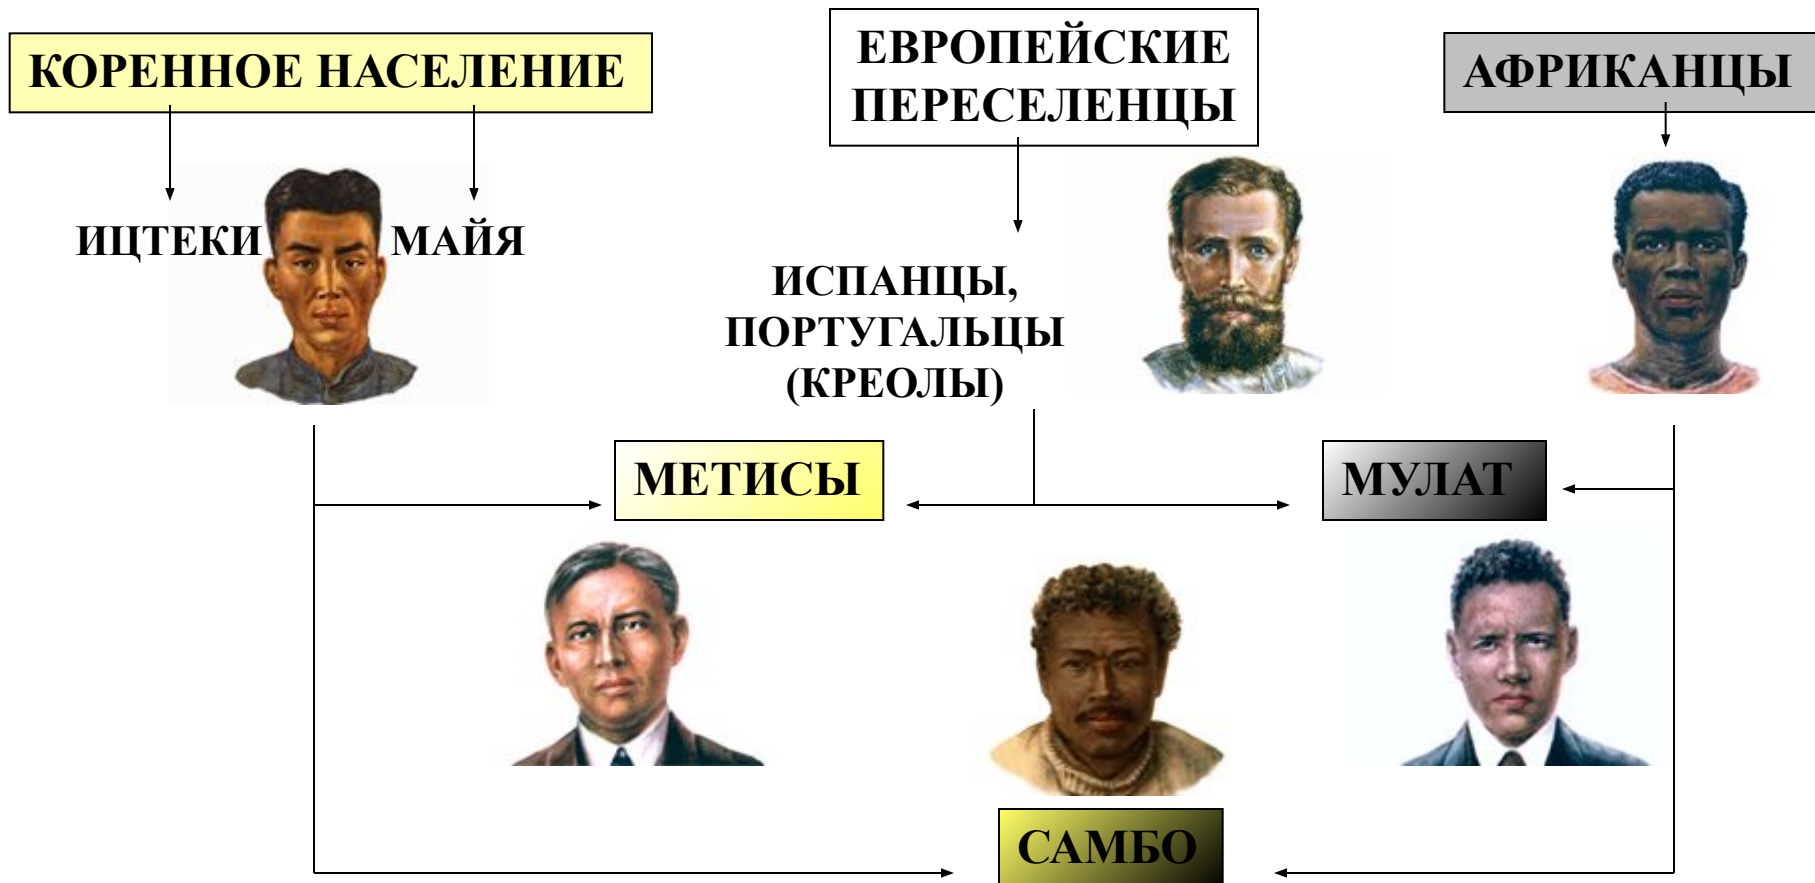 КОРЕННОЕ НАСЕЛЕНИЕ
ЕВРОПЕЙСКИЕ
ПЕРЕСЕЛЕНЦЫ
АФРИКАНЦЫ
ИЦТЕКИ
МАЙЯ
ИСПАНЦЫ,
ПОРТУГАЛЬЦЫ
(КРЕОЛЫ)
МЕТИСЫ
МУЛАТ
САМБО